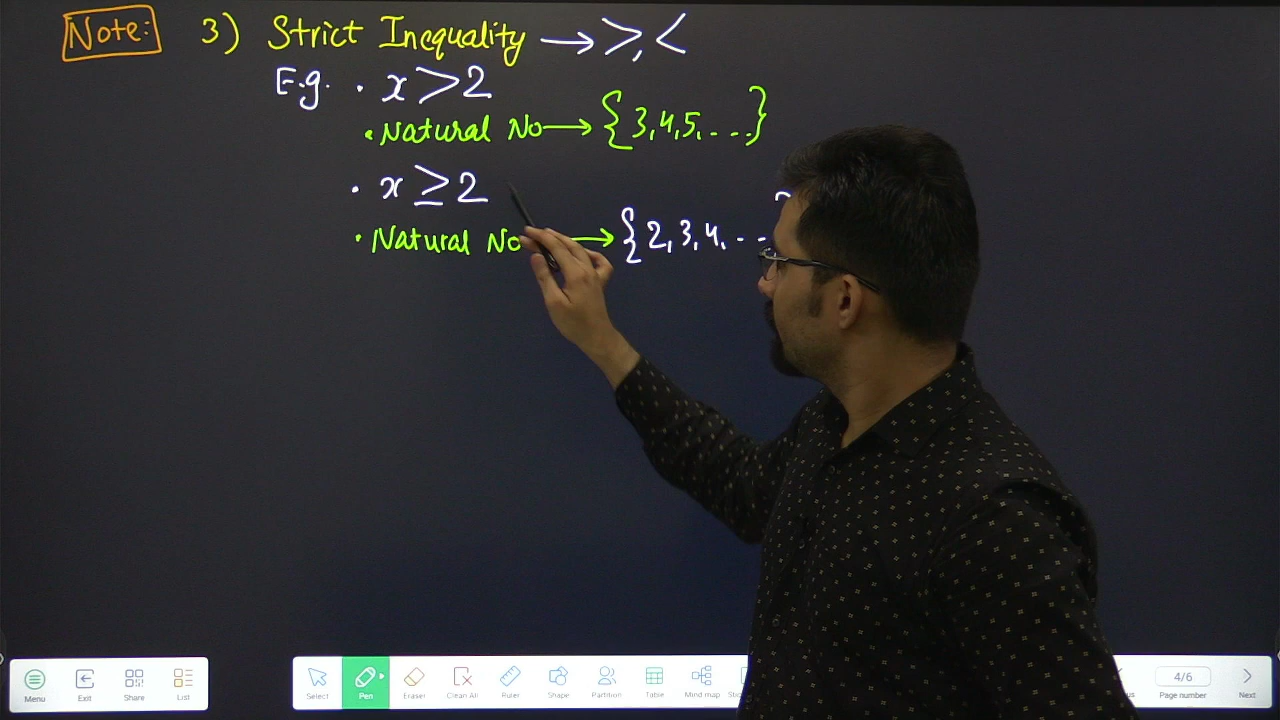 Note: 3) Strict Inequality → >, <
E.g. • x > 2
• Natural No → {3, 4, 5, ...}
• x ≥ 2
• Natural No → {2, 3, 4, ...
Menu Exit Share List Select Pen Eraser Clean All Ruler Shape Partition Table Mind map 4/6 Page number Next